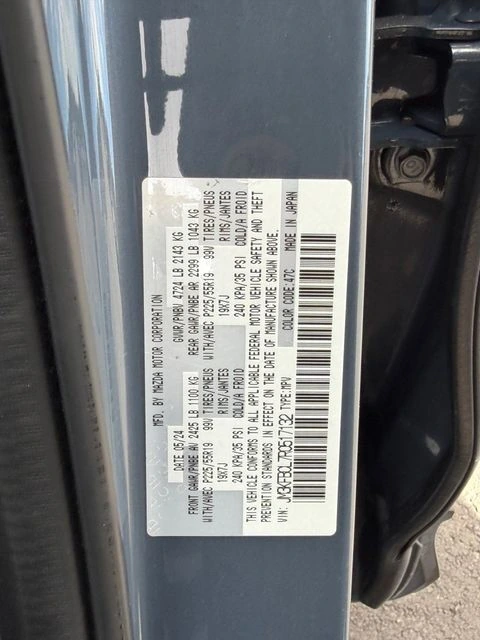 MFD. BY MAZDA MOTOR CORPORATION
DATE 05/24 GVWR/PNBV 4724 LB 2143 KG
FRONT GAWR/PNBE AV 2425 LB 1100 KG REAR GAWR/PNBE AR 2299 LB 1043 KG
WITH/AVEC P225/55R19 99V TIRES/PNEUS WITH/AVEC P225/55R19 99V TIRES/PNEUS
19X7J RIMS/JANTES 19X7J RIMS/JANTES
240 KPA/35 PSI COLD/A FROID 240 KPA/35 PSI COLD/A FROID
THIS VEHICLE CONFORMS TO ALL APPLICABLE FEDERAL MOTOR VEHICLE SAFETY AND THEFT
PREVENTION STANDARDS IN EFFECT ON THE DATE OF MANUFACTURE SHOWN ABOVE.
VIN: JM3KFBCL7R0517132 TYPE:MPV COLOR CODE:47C MADE IN JAPAN